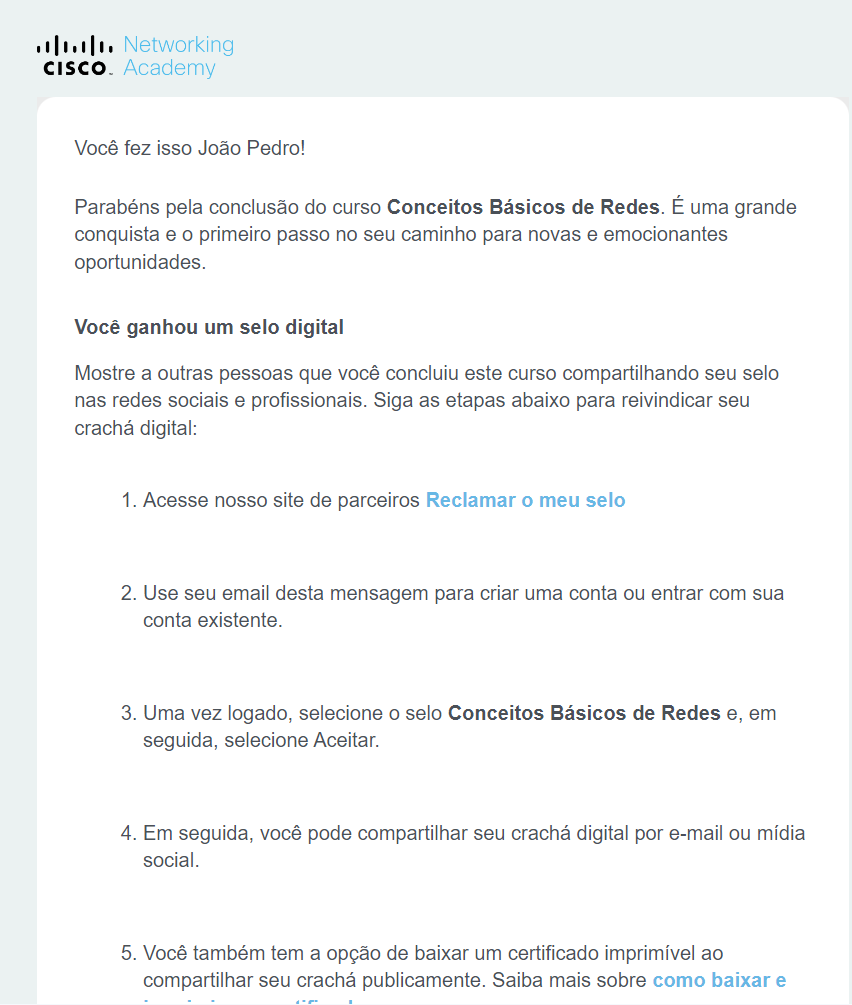 CISCO Networking
Academy
Você fez isso João Pedro!
Parabéns pela conclusão do curso Conceitos Básicos de Redes. É uma grande
conquista e o primeiro passo no seu caminho para novas e emocionantes
oportunidades.
Você ganhou um selo digital
Mostre a outras pessoas que você concluiu este curso compartilhando seu selo
nas redes sociais e profissionais. Siga as etapas abaixo para reivindicar seu
crachá digital:
1. Acesse nosso site de parceiros Reclamar o meu selo
2. Use seu email desta mensagem para criar uma conta ou entrar com sua
conta existente.
3. Uma vez logado, selecione o selo Conceitos Básicos de Redes e, em
seguida, selecione Aceitar.
4. Em seguida, você pode compartilhar seu crachá digital por e-mail ou mídia
social.
5. Você também tem a opção de baixar um certificado imprimível ao
compartilhar seu crachá publicamente. Saiba mais sobre como baixar e